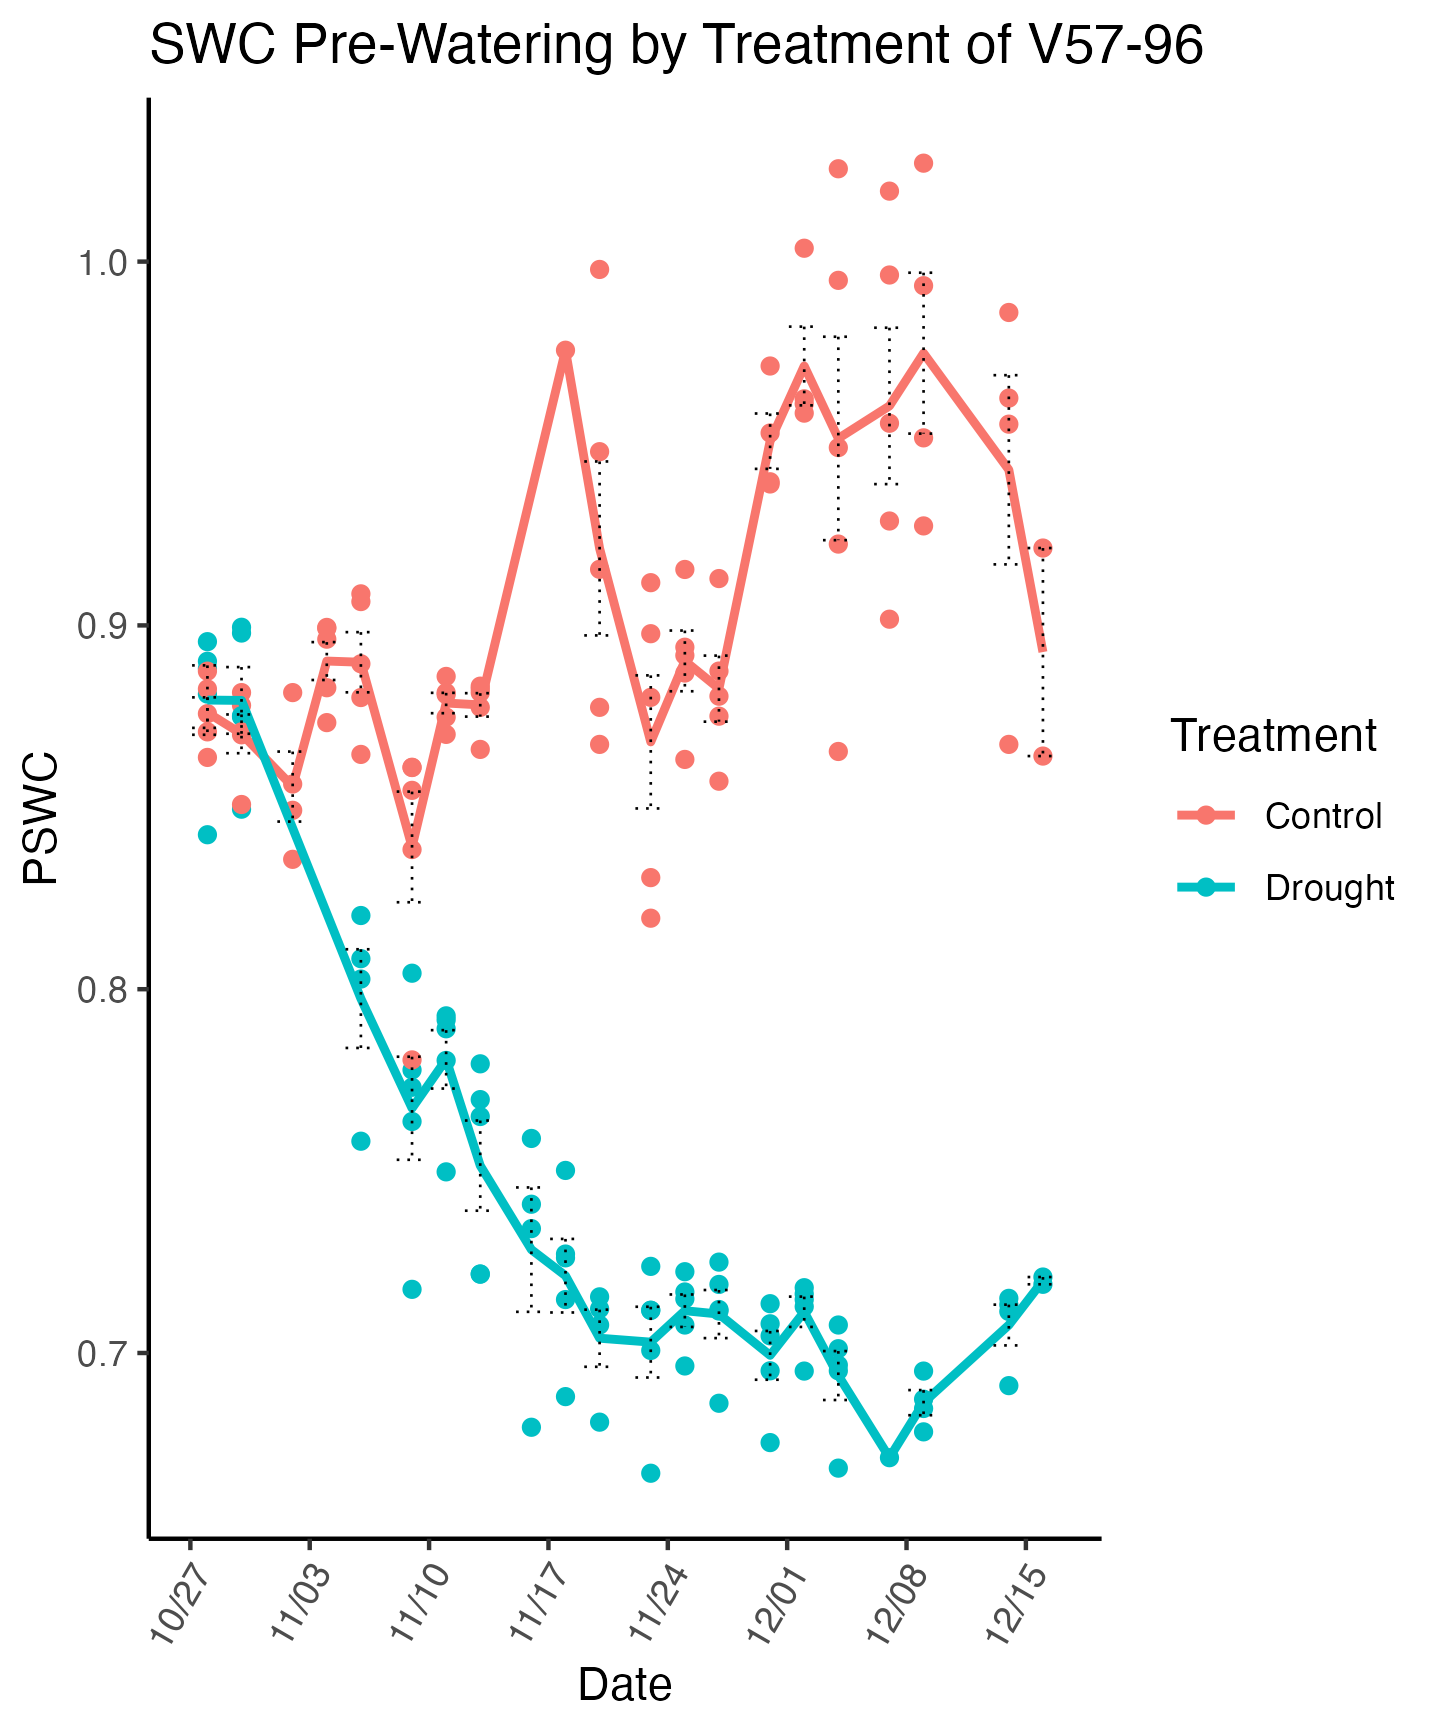 SWC Pre-Watering by Treatment of V57-96
PSWC
1.0
0.9
0.8
0.7
10/27
11/03
11/10
11/17
11/24
12/01
12/08
12/15
Date
Treatment
Control
Drought